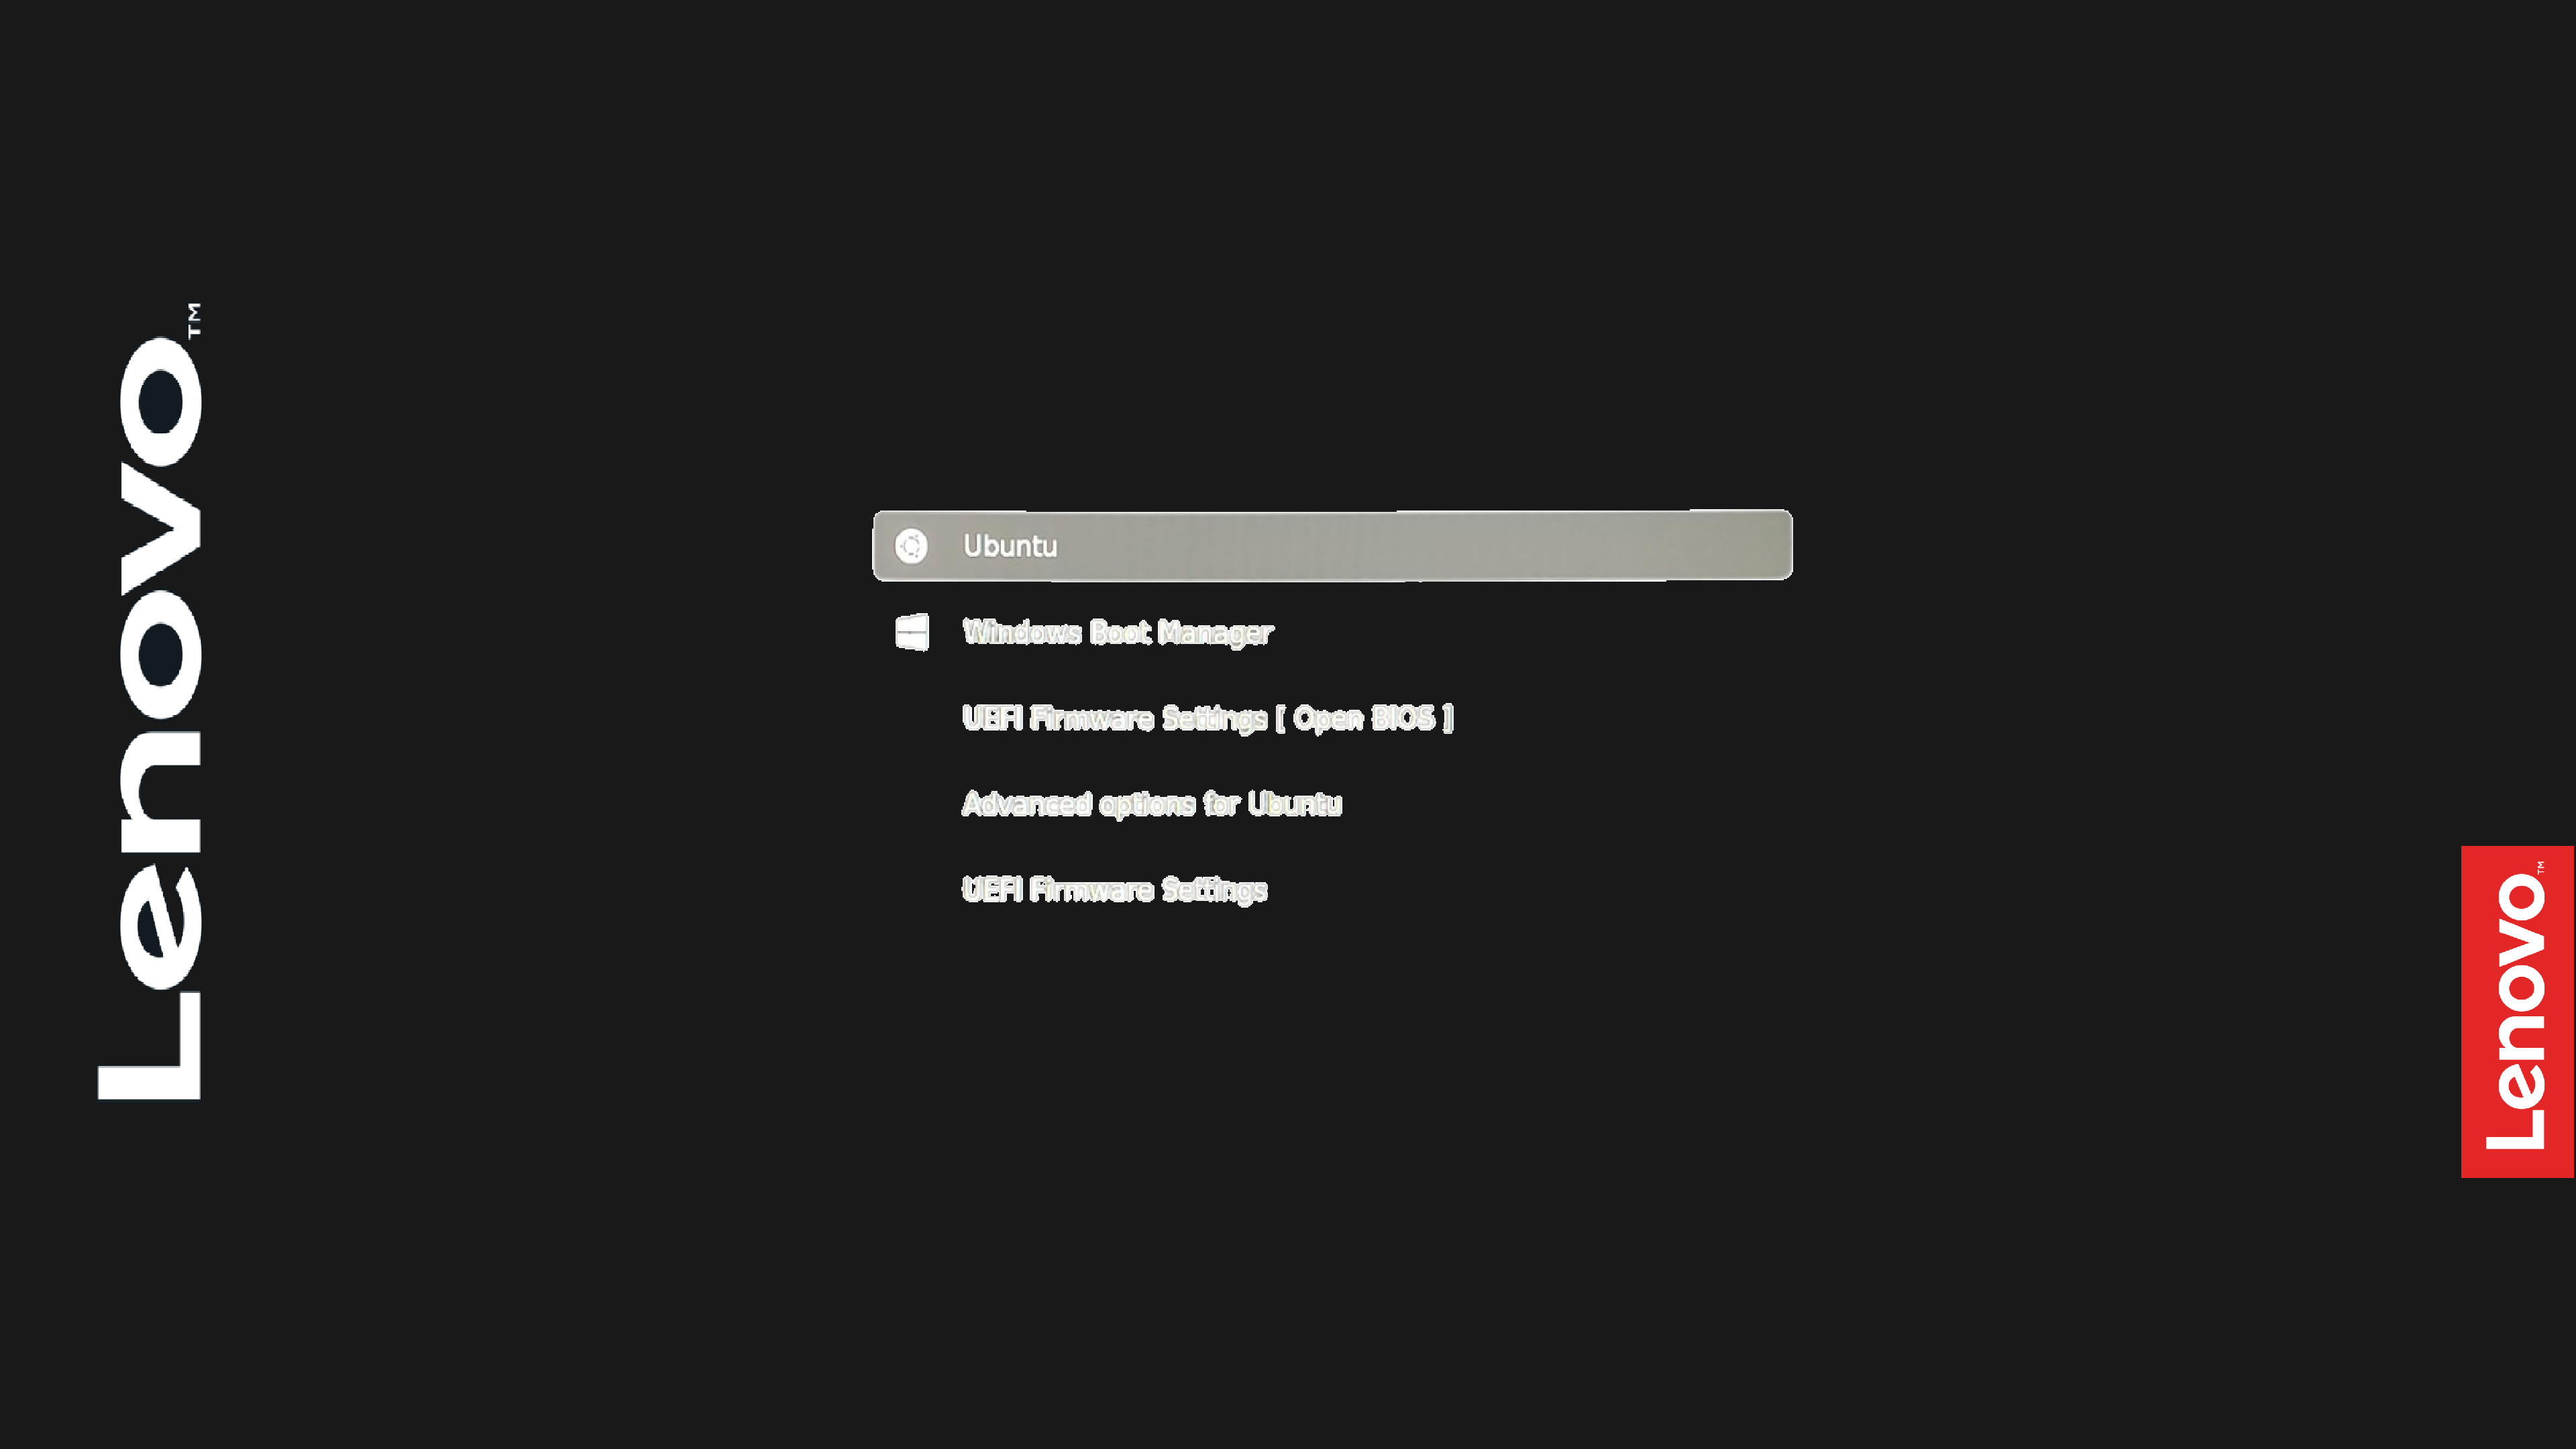 Lenovo™
Ubuntu
Windows Boot Manager
UEFI Firmware Settings [ Open BIOS ]
Advanced options for Ubuntu
UEFI Firmware Settings
Lenovo™